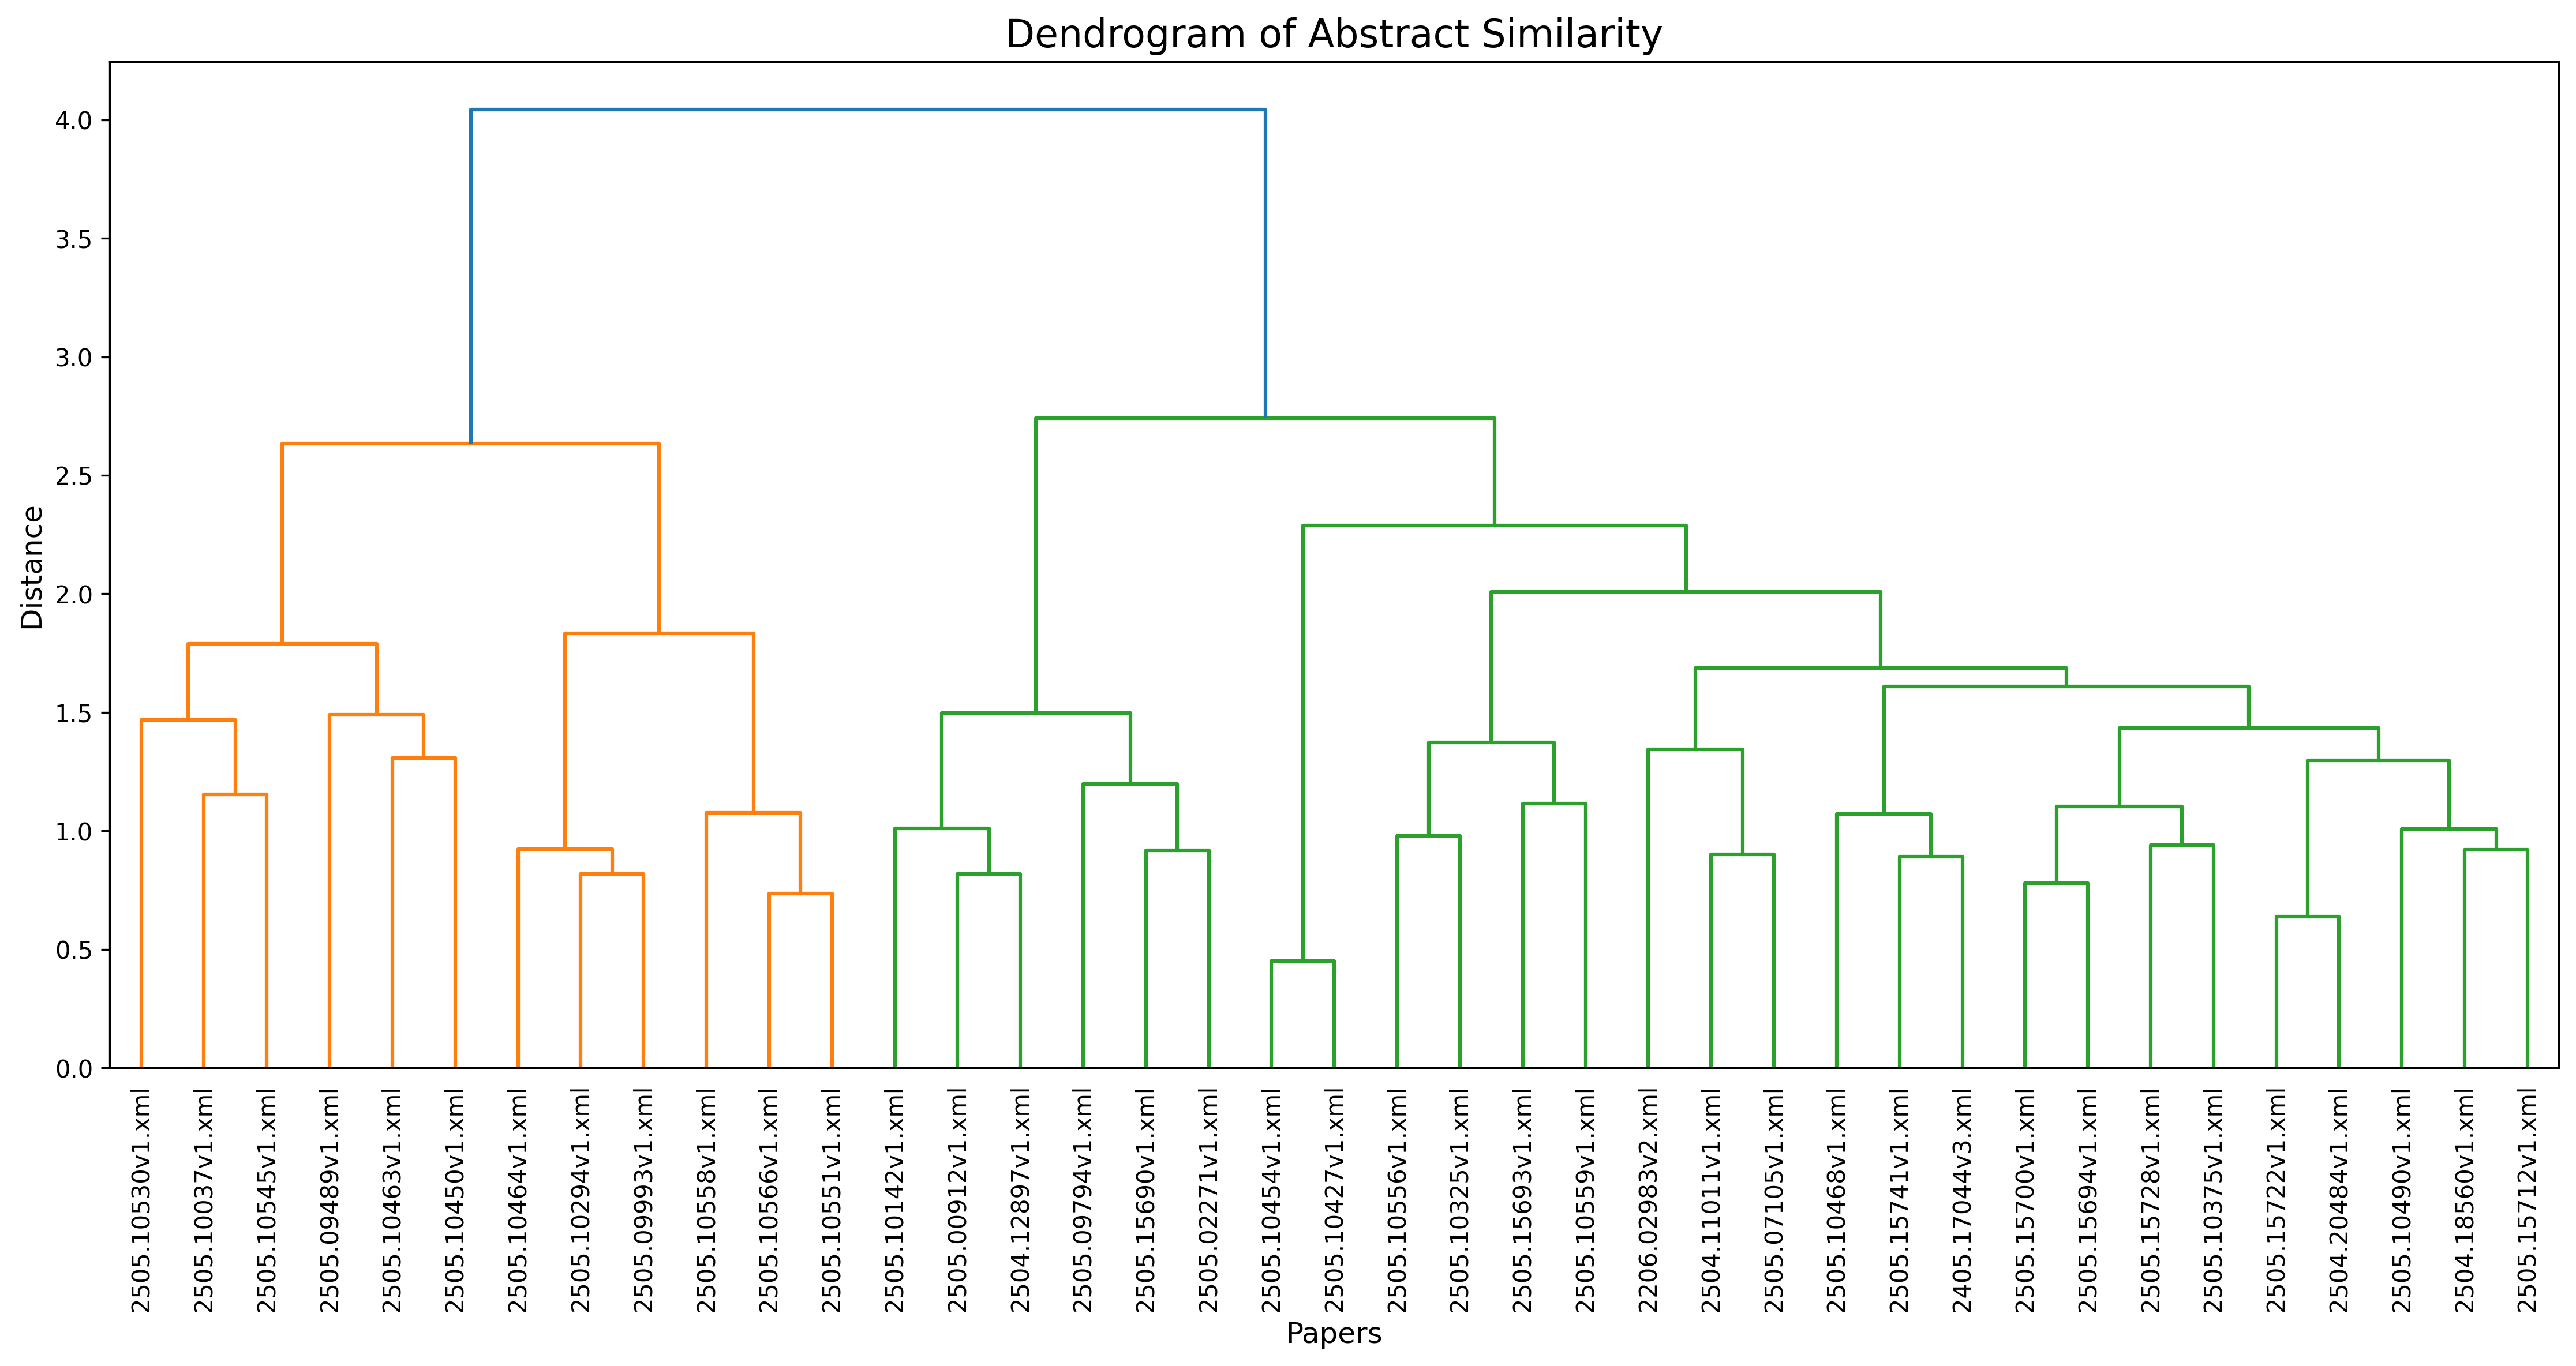 Dendrogram of Abstract Similarity
4.0
3.5
3.0
2.5
2.0
1.5
1.0
0.5
0.0
Distance
2505.10530v1.xml
2505.10037v1.xml
2505.10545v1.xml
2505.09489v1.xml
2505.10463v1.xml
2505.10450v1.xml
2505.10464v1.xml
2505.10294v1.xml
2505.09993v1.xml
2505.10558v1.xml
2505.10566v1.xml
2505.10551v1.xml
2505.10142v1.xml
2505.00912v1.xml
2504.12897v1.xml
2505.09794v1.xml
2505.15690v1.xml
2505.02271v1.xml
2505.10454v1.xml
2505.10427v1.xml
2505.10556v1.xml
2505.10325v1.xml
2505.15693v1.xml
2505.10559v1.xml
2206.02983v2.xml
2504.11011v1.xml
2505.07105v1.xml
2505.10468v1.xml
2505.15741v1.xml
2405.17044v3.xml
2505.15700v1.xml
2505.15694v1.xml
2505.15728v1.xml
2505.10375v1.xml
2505.15722v1.xml
2504.20484v1.xml
2505.10490v1.xml
2504.18560v1.xml
2505.15712v1.xml
Papers